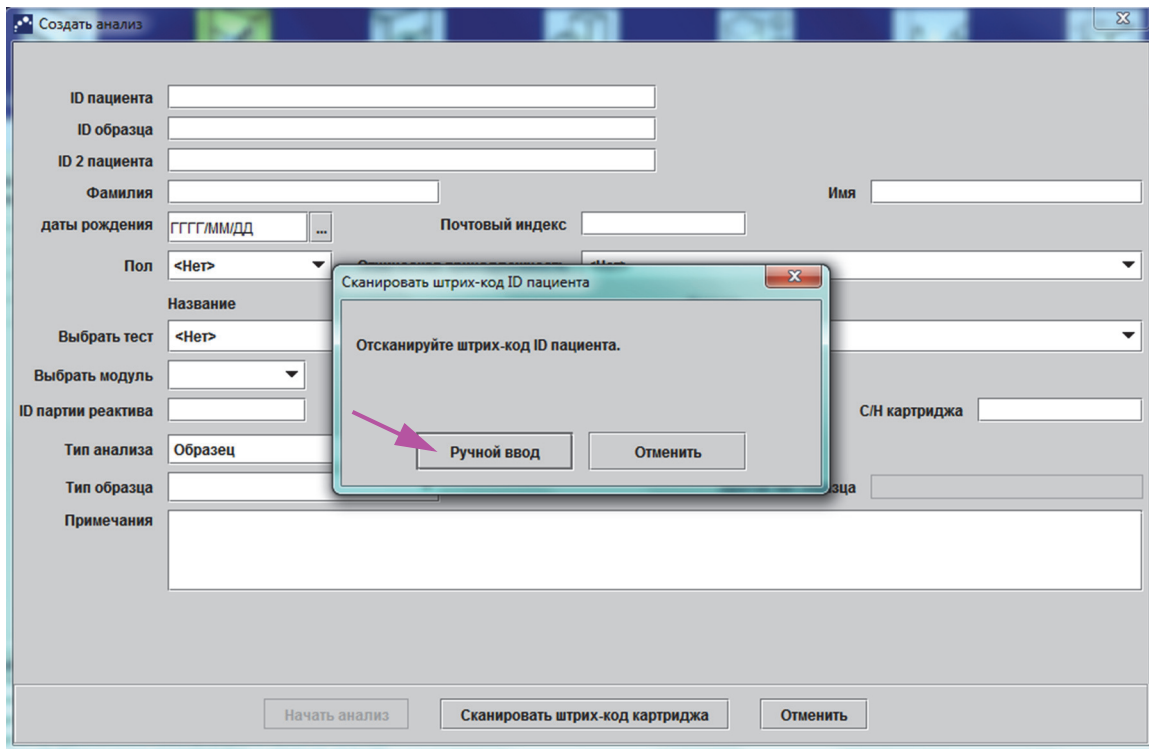 Создать анализ
ID пациента
ID образца
ID 2 пациента
Фамилия
Имя
даты рождения ГГГГ/ММ/ДД ... Почтовый индекс
Пол <Нет>
Сканировать штрих-код ID пациента
Название
Отсканируйте штрих-код ID пациента.
Выбрать тест <Нет>
Выбрать модуль
ID партии реактива
С/Н картриджа
Тип анализа Образец
Ручной ввод Отменить
Тип образца
Примечания
Начать анализ Сканировать штрих-код картриджа Отменить